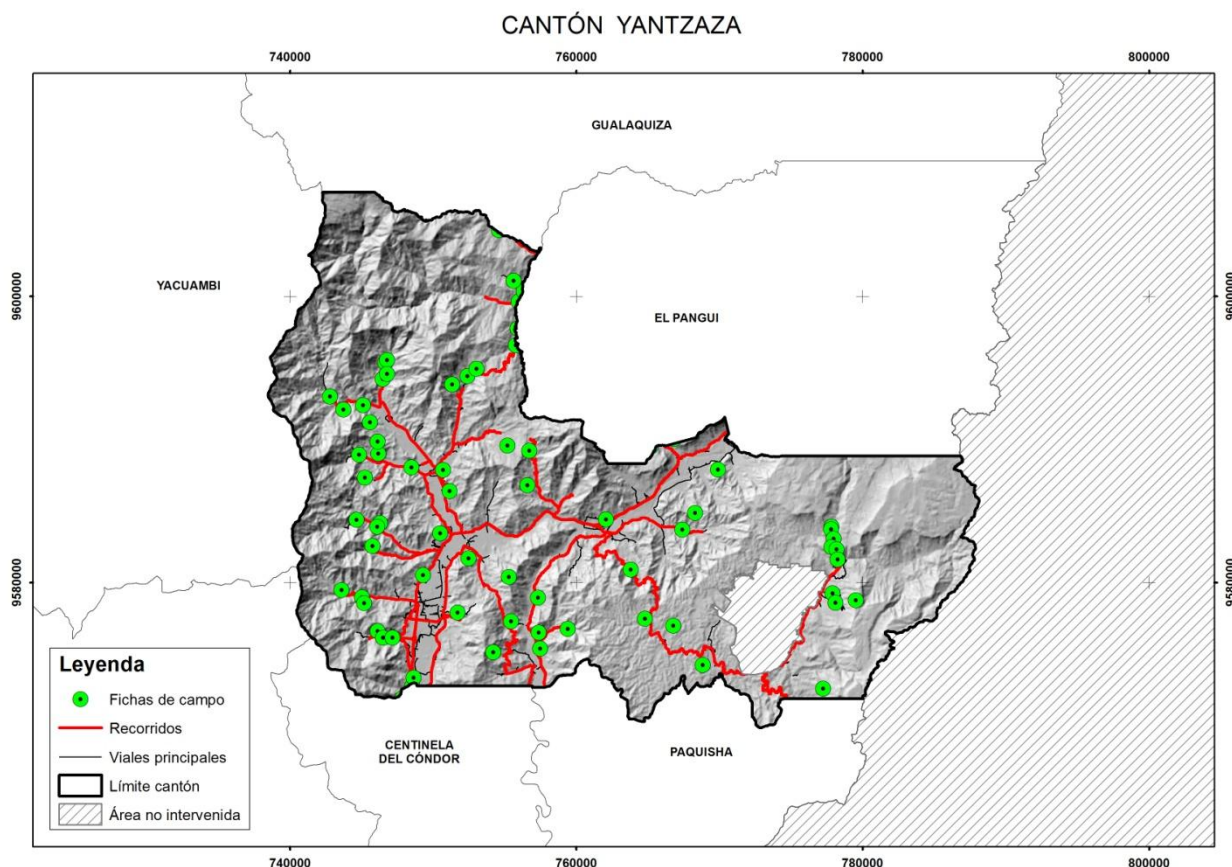 CANTÓN YANTZAZA
740000
760000
780000
800000
GUALAQUIZA
YACUAMBI
9600000
9600000
EL PANGUI
9580000
9580000
Leyenda
Fichas de campo
Recorridos
Viales principales
Límite cantón
Área no intervenida
CENTINELA
DEL CÓNDOR
PAQUISHA
740000
760000
780000
800000